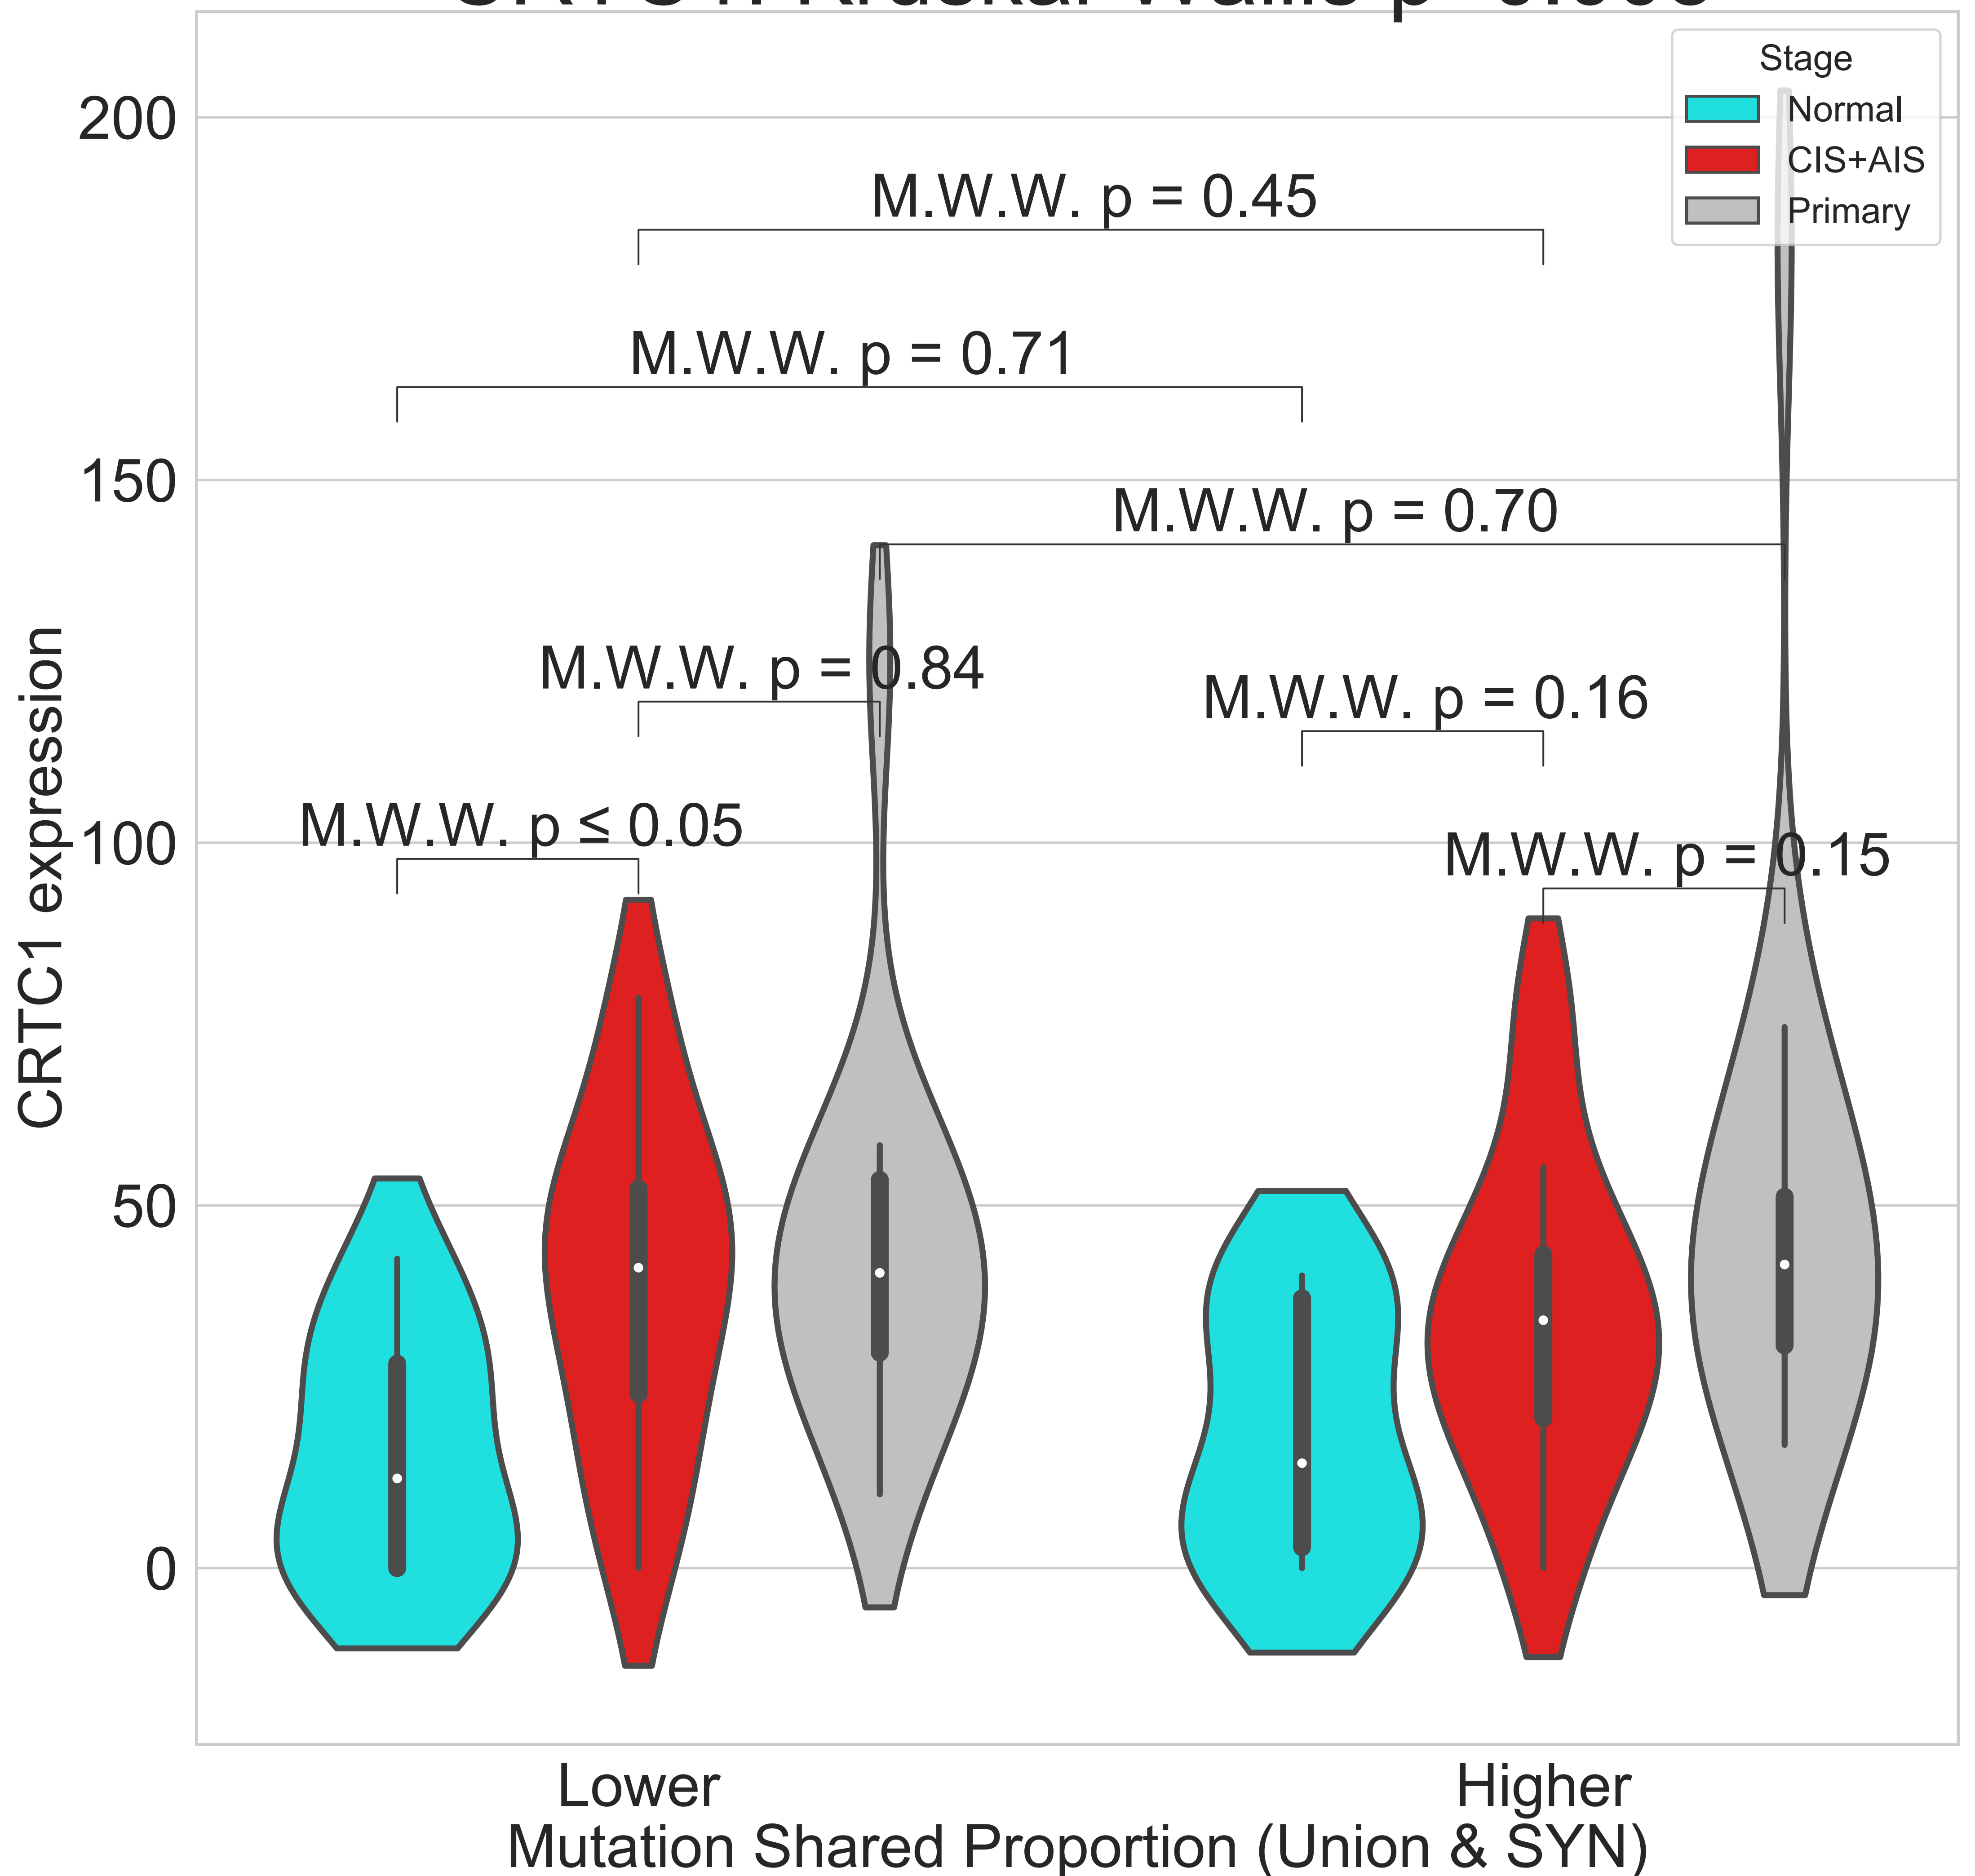 Stage
Normal
CIS+AIS
Primary
200
150
100
50
0
CRTC1 expression
M.W.W. p = 0.45
M.W.W. p = 0.71
M.W.W. p = 0.70
M.W.W. p = 0.84
M.W.W. p = 0.16
M.W.W. p ≤ 0.05
M.W.W. p = 0.15
Lower
Higher
Mutation Shared Proportion (Union & SYN)